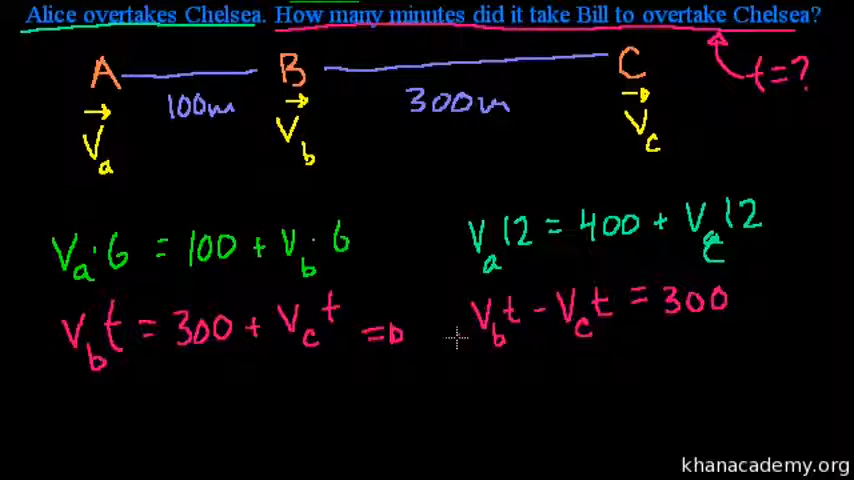 Alice overtakes Chelsea. How many minutes did it take Bill to overtake Chelsea?
A B C t=?
100m 300m
Va Vb Vc
Va·6 = 100 + Vb·6
Va12 = 400 + Vc12
Vbt = 300 + Vct ⇒ Vbt - Vct = 300
khanacademy.org